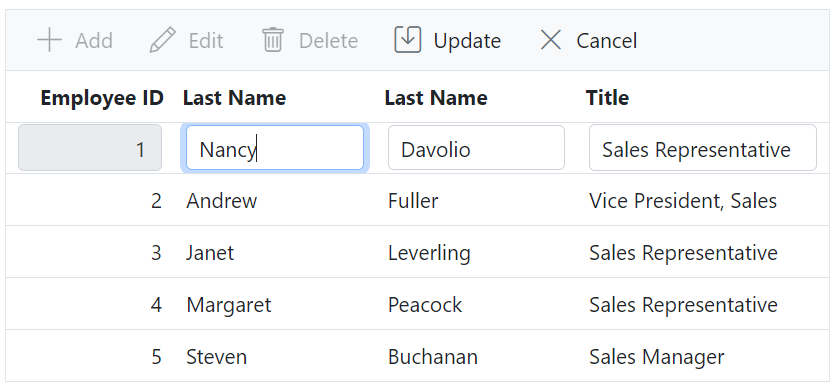 Add Edit Delete Update Cancel
Employee ID Last Name Last Name Title
1 Nancy Davolio Sales Representative
2 Andrew Fuller Vice President, Sales
3 Janet Leverling Sales Representative
4 Margaret Peacock Sales Representative
5 Steven Buchanan Sales Manager